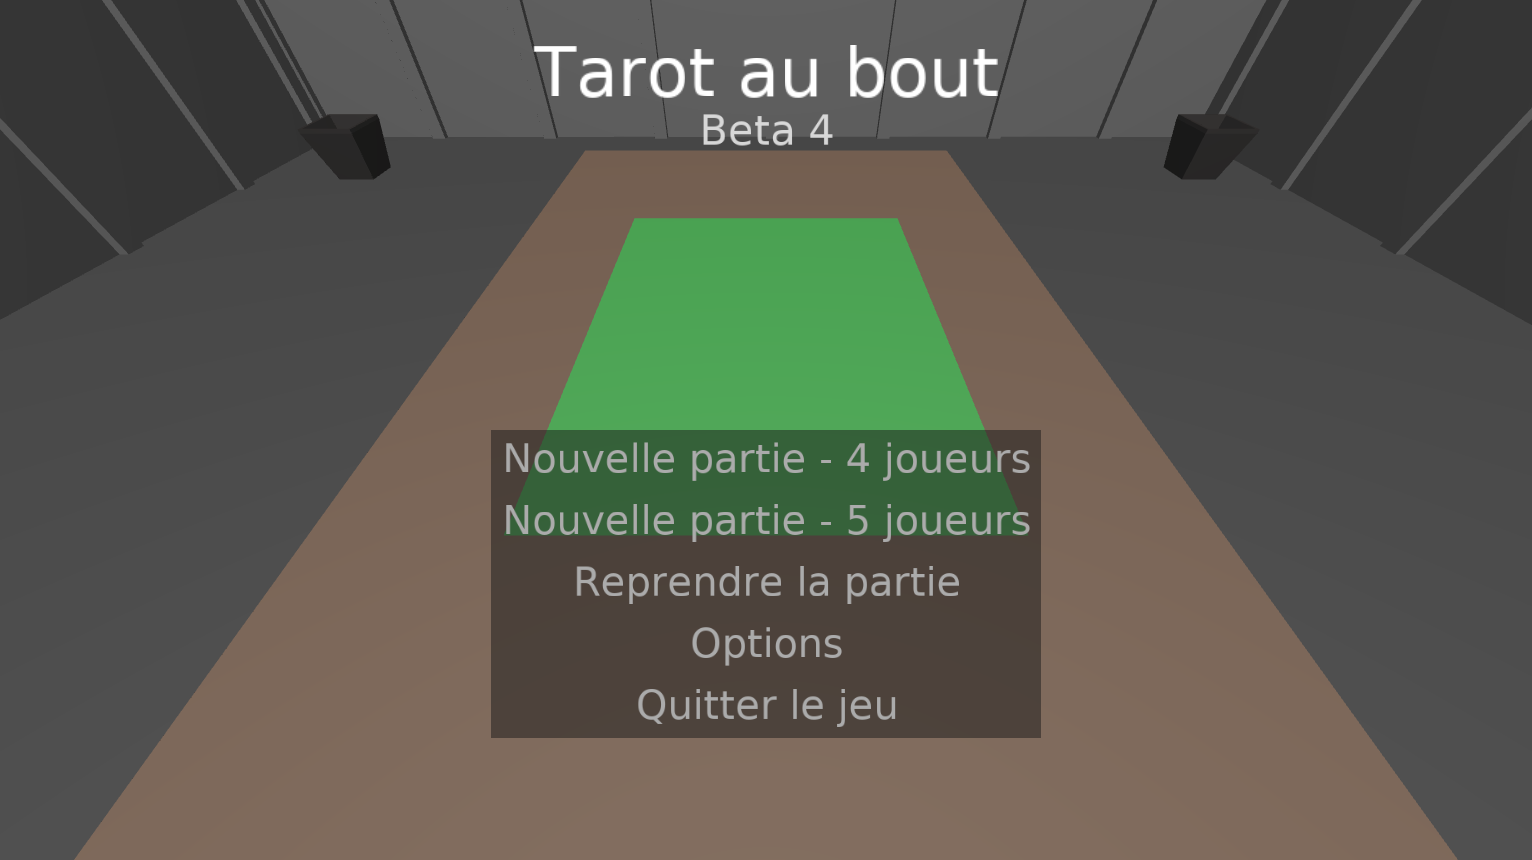 Tarot au bout
Beta 4
Nouvelle partie - 4 joueurs
Nouvelle partie - 5 joueurs
Reprendre la partie
Options
Quitter le jeu